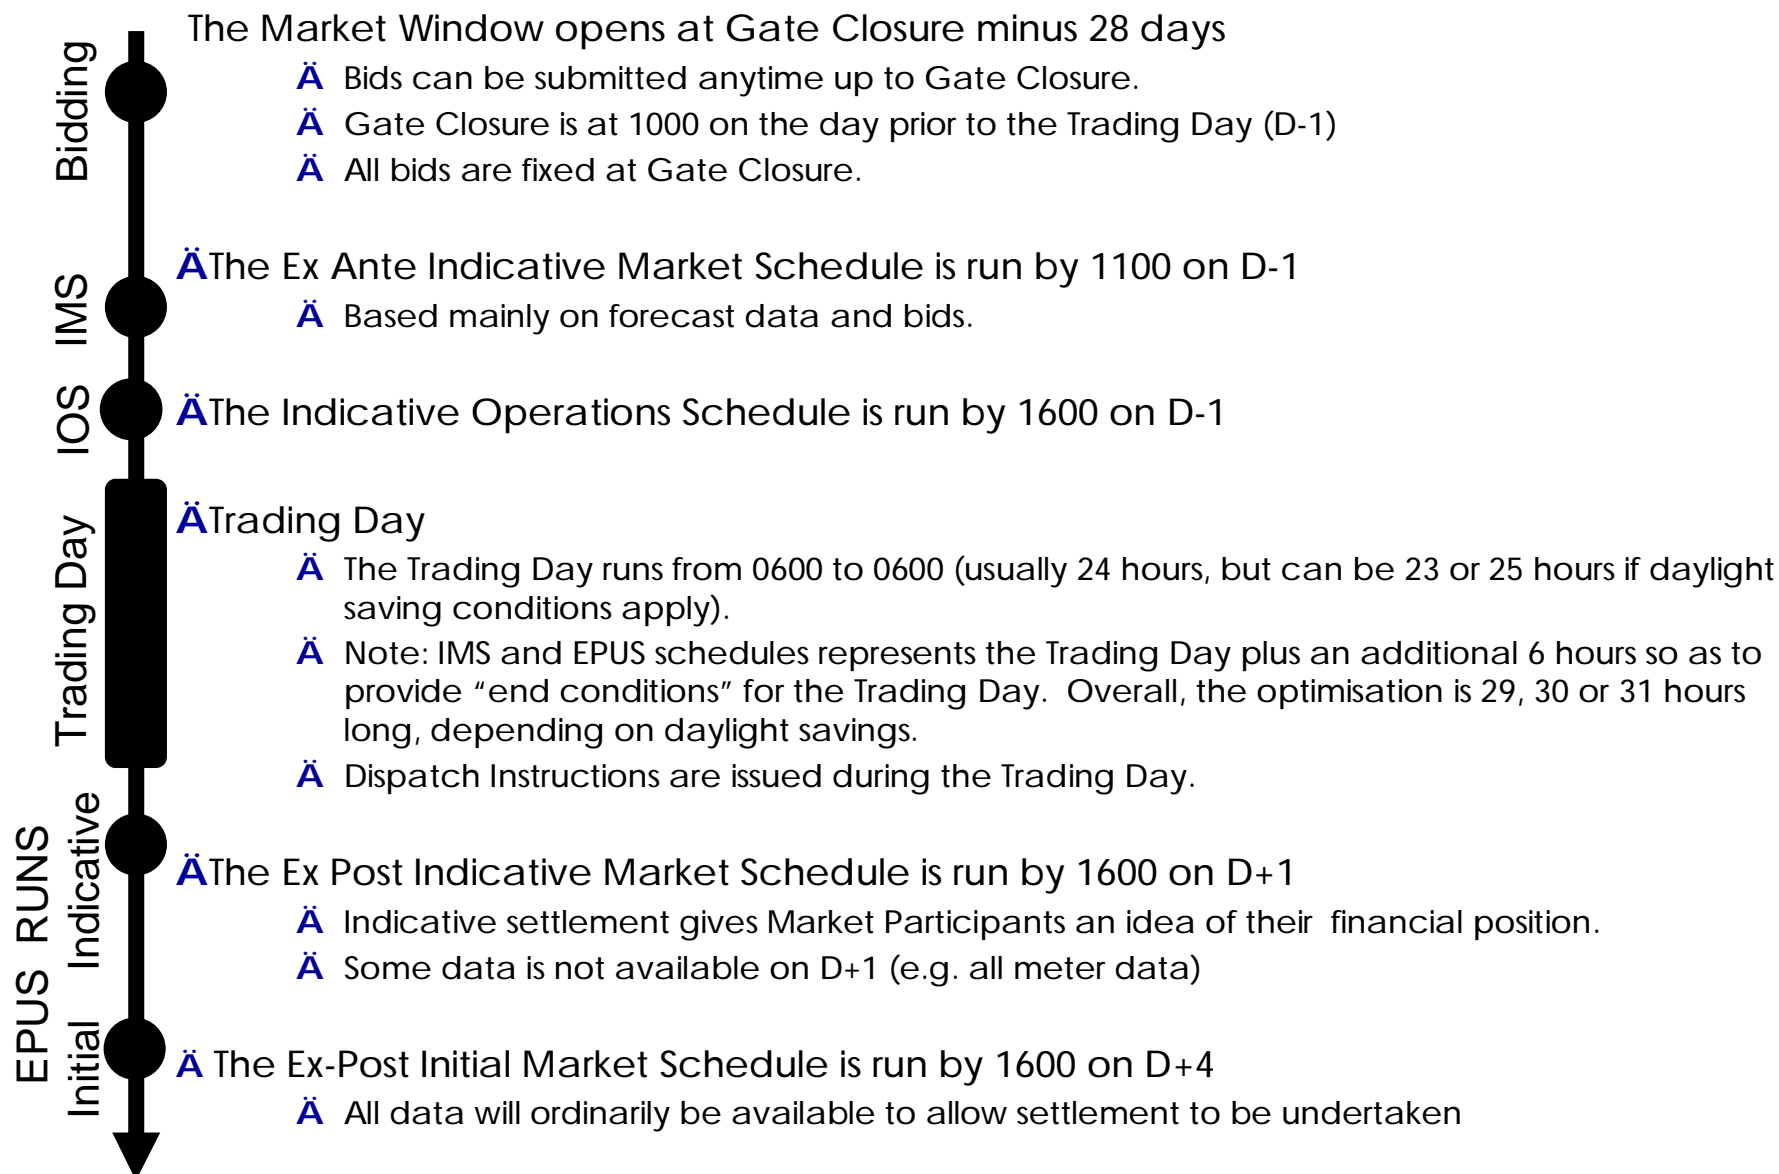 The Market Window opens at Gate Closure minus 28 days
Ä Bids can be submitted anytime up to Gate Closure.
Ä Gate Closure is at 1000 on the day prior to the Trading Day (D-1)
Ä All bids are fixed at Gate Closure.
Bidding
ÄThe Ex Ante Indicative Market Schedule is run by 1100 on D-1
Ä Based mainly on forecast data and bids.
IMS
ÄThe Indicative Operations Schedule is run by 1600 on D-1
IOS
ÄTrading Day
Ä The Trading Day runs from 0600 to 0600 (usually 24 hours, but can be 23 or 25 hours if daylight
saving conditions apply).
Ä Note: IMS and EPUS schedules represents the Trading Day plus an additional 6 hours so as to
provide “end conditions” for the Trading Day. Overall, the optimisation is 29, 30 or 31 hours
long, depending on daylight savings.
Ä Dispatch Instructions are issued during the Trading Day.
Trading Day
ÄThe Ex Post Indicative Market Schedule is run by 1600 on D+1
Ä Indicative settlement gives Market Participants an idea of their financial position.
Ä Some data is not available on D+1 (e.g. all meter data)
EPUS RUNS
Indicative
Ä The Ex-Post Initial Market Schedule is run by 1600 on D+4
Ä All data will ordinarily be available to allow settlement to be undertaken
Initial